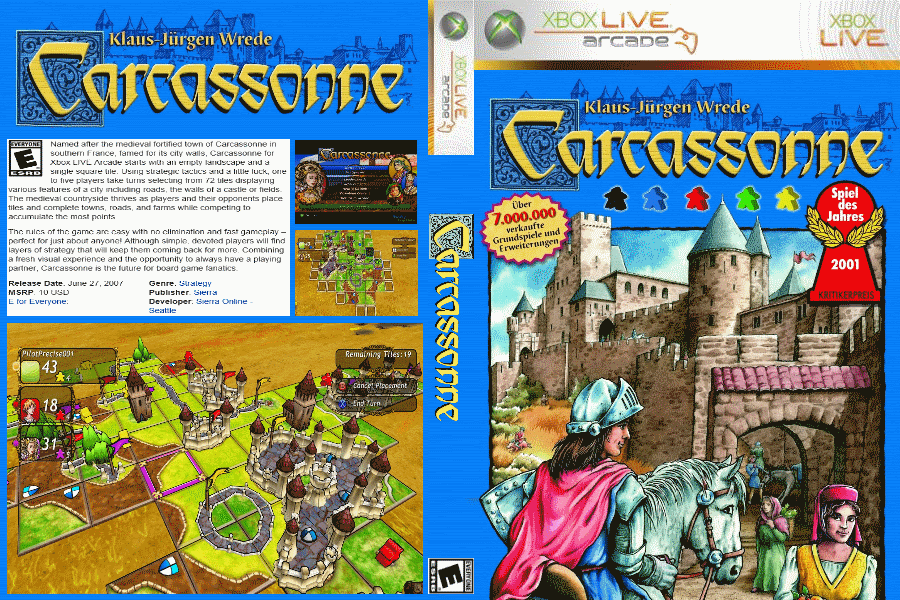 Klaus-Jürgen Wrede
Carcassonne
EVERYONE
E
ESRB
Named after the medieval fortified town of Carcassonne in
southern France, famed for its city walls, Carcassonne for
Xbox LIVE Arcade starts with an empty landscape and a
single square tile. Using strategic tactics and a little luck, one
to five players take turns selecting from 72 tiles displaying
various features of a city including roads, the walls of a castle or fields.
The medieval countryside thrives as players and their opponents place
tiles and complete towns, roads, and farms while competing to
accumulate the most points.
The rules of the game are easy with no elimination and fast gameplay –
perfect for just about anyone! Although simple, devoted players will find
layers of strategy that will keep them coming back for more. Combining
a fresh visual experience and the opportunity to always have a playing
partner, Carcassonne is the future for board game fanatics.
Release Date: June 27, 2007
MSRP: 10 USD
E for Everyone:
Genre: Strategy
Publisher: Sierra
Developer: Sierra Online -
Seattle
Carcassonne
PilotPrecise001
43
4
18
31
5
Remaining Tiles: 19
Cancel Placement
End Turn
XBOX LIVE
arcade
Carcassonne
EVERYONE
E
ESRB
XBOX LIVE
arcade
XBOX
LIVE
Klaus-Jürgen Wrede
Carcassonne
Über
7.000.000
verkaufte
Grundspiele und
Erweiterungen
Spiel
des
Jahres
2001
KRITIKERPREIS